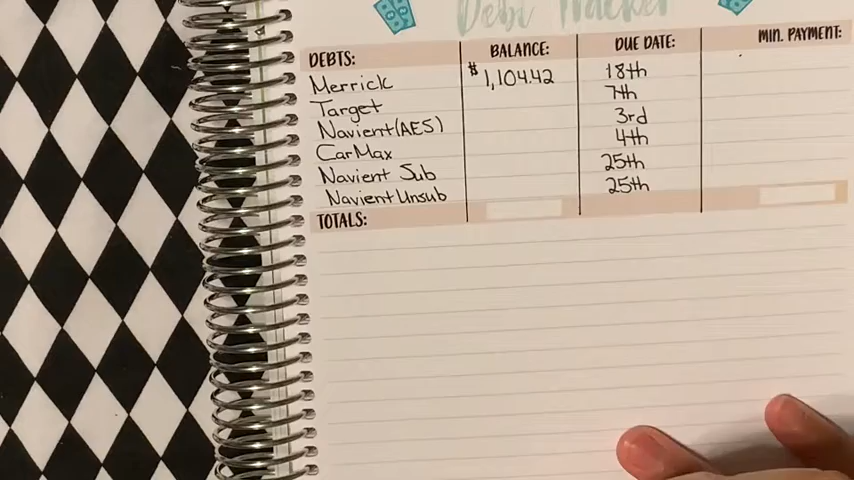 Debt Tracker
DEBTS: BALANCE: DUE DATE: MIN. PAYMENT:
Merrick $1,104.42 18th
Target 7th
Navient (AES) 3rd
CarMax 4th
Navient Sub 25th
Navient Unsub 25th
TOTALS: